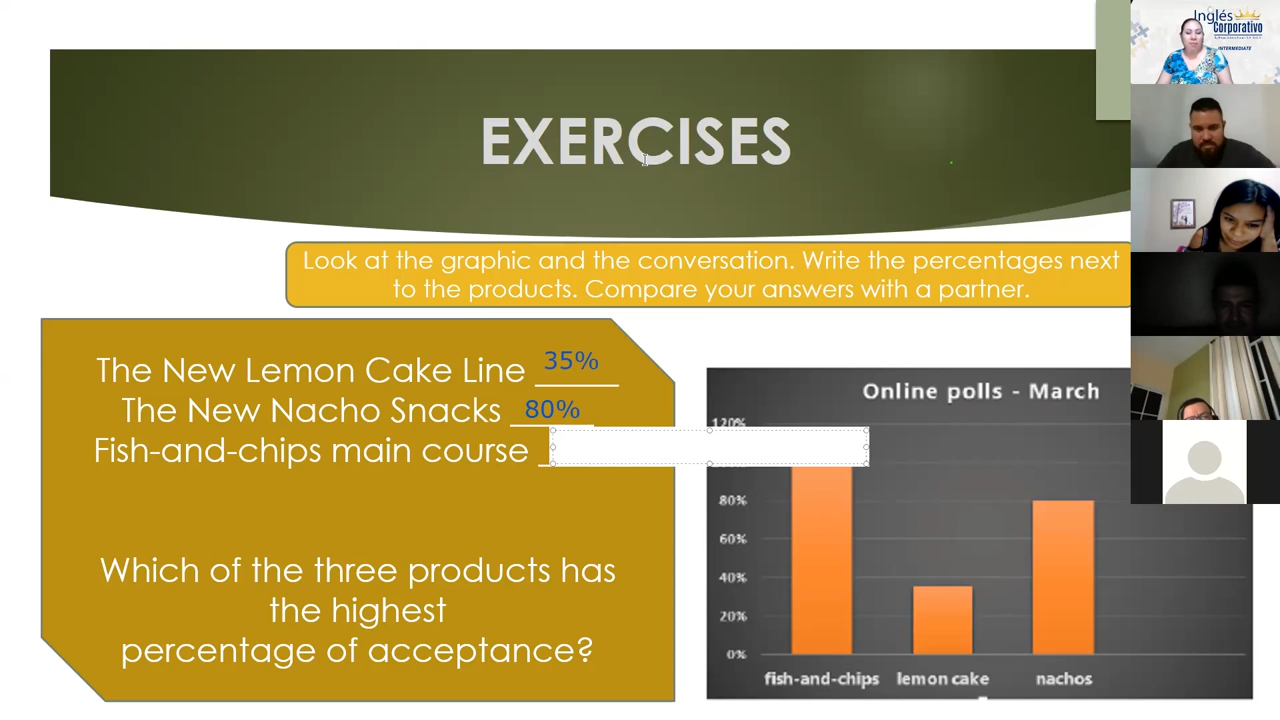 Inglés
Corporativo
INTERMEDIATE
EXERCISES
Look at the graphic and the conversation. Write the percentages next
to the products. Compare your answers with a partner.
The New Lemon Cake Line 35%
The New Nacho Snacks 80%
Fish-and-chips main course _
Which of the three products has
the highest
percentage of acceptance?
Online polls - March
120%
80%
60%
40%
20%
0%
fish-and-chips lemon cake nachos